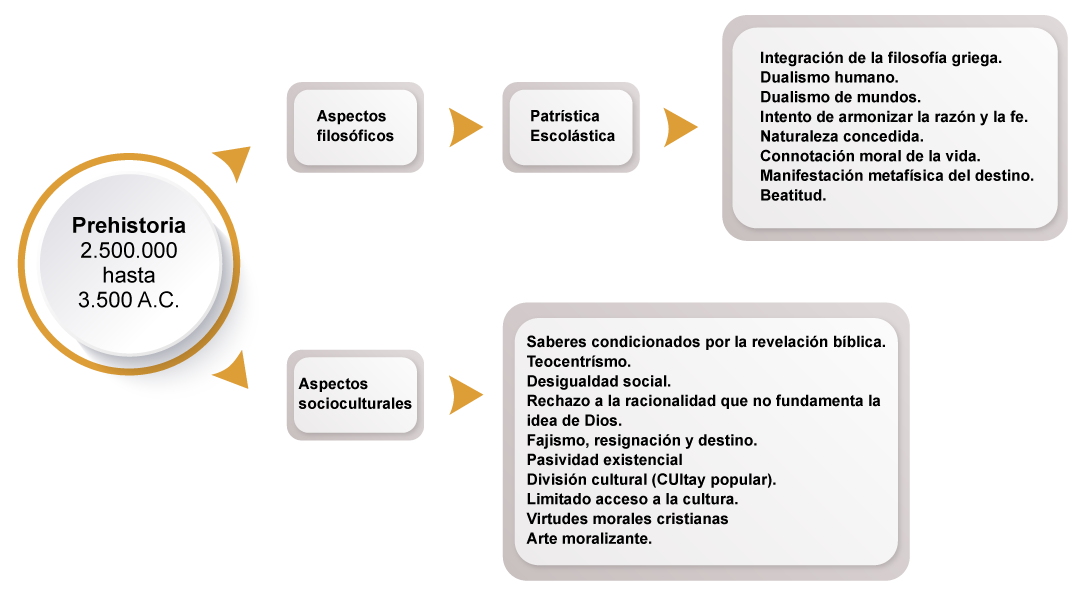 Prehistoria
2.500.000
hasta
3.500 A.C.
Aspectos
filosóficos
Patrística
Escolástica
Integración de la filosofía griega.
Dualismo humano.
Dualismo de mundos.
Intento de armonizar la razón y la fe.
Naturaleza concedida.
Connotación moral de la vida.
Manifestación metafísica del destino.
Beatitud.
Aspectos
socioculturales
Saberes condicionados por la revelación bíblica.
Teocentrísmo.
Desigualdad social.
Rechazo a la racionalidad que no fundamenta la
idea de Dios.
Fajismo, resignación y destino.
Pasividad existencial
División cultural (CUltay popular).
Limitado acceso a la cultura.
Virtudes morales cristianas
Arte moralizante.